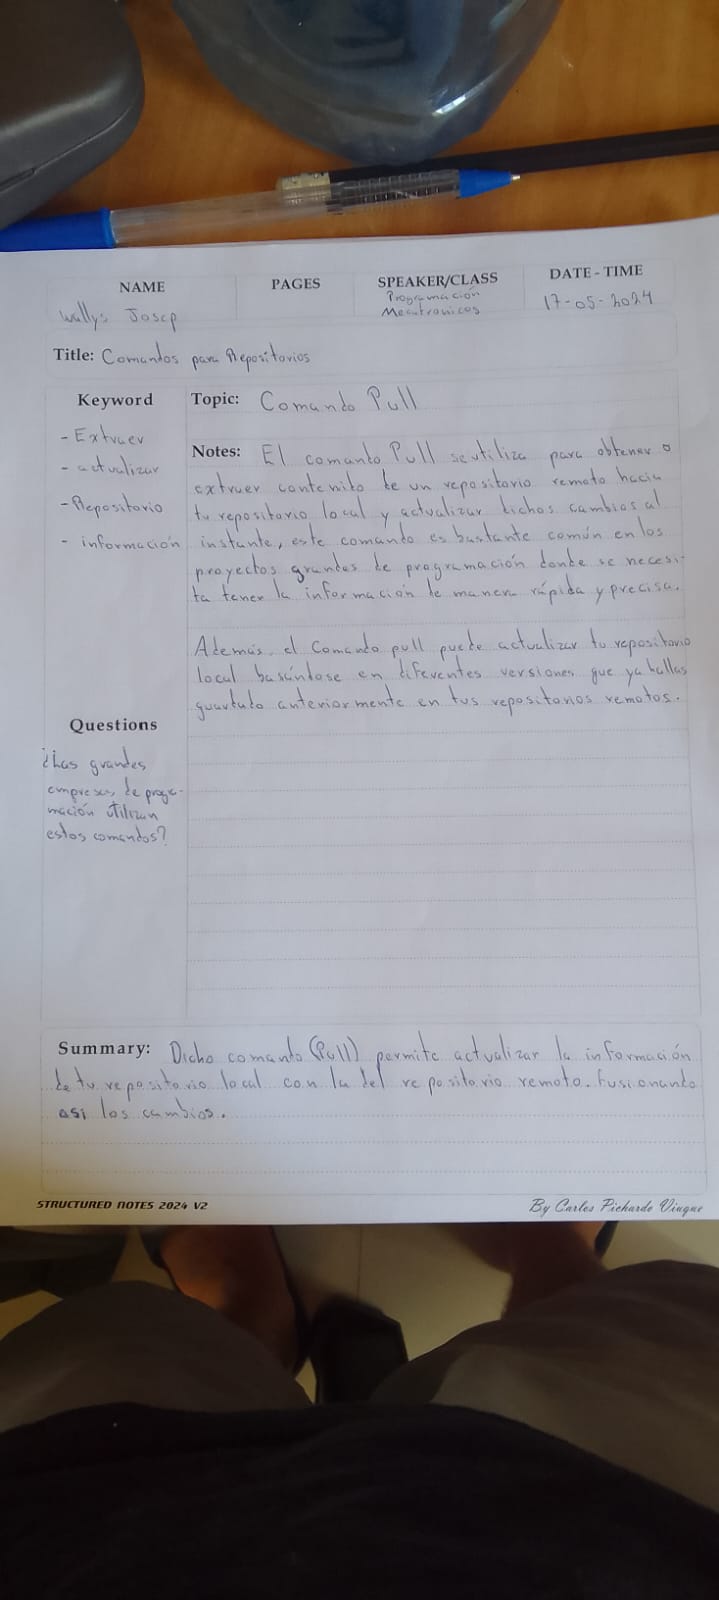 NAME PAGES SPEAKER/CLASS DATE - TIME
Wallys Josep Programación Mecatronicos 17-05-2024
Title: Comandos para Repositorios
Keyword
- Extraer
- actualizar
- Repositorio
- información
Topic: Comando Pull
Notes: El comando Pull se utiliza para obtener o
extraer contenido de un repositorio remoto hacia
tu repositorio local y actualizar dichos cambios al
instante, este comando es bastante común en los
proyectos grandes de programación donde se necesi-
ta tener la información de manera rápida y precisa.
Además, el Comando pull puede actualizar tu repositorio
local basándose en diferentes versiones que ya hallas
guardado anteriormente en tus repositorios remotos.
Questions
¿Las grandes
empresas de progra-
mación utilizan
estos comandos?
Summary: Dicho comando (Pull) permite actualizar la información
de tu repositorio local con la del repositorio remoto. Fusionando
asi los cambios.
STRUCTURED NOTES 2024 V2 By Carlos Pichardo Viuque